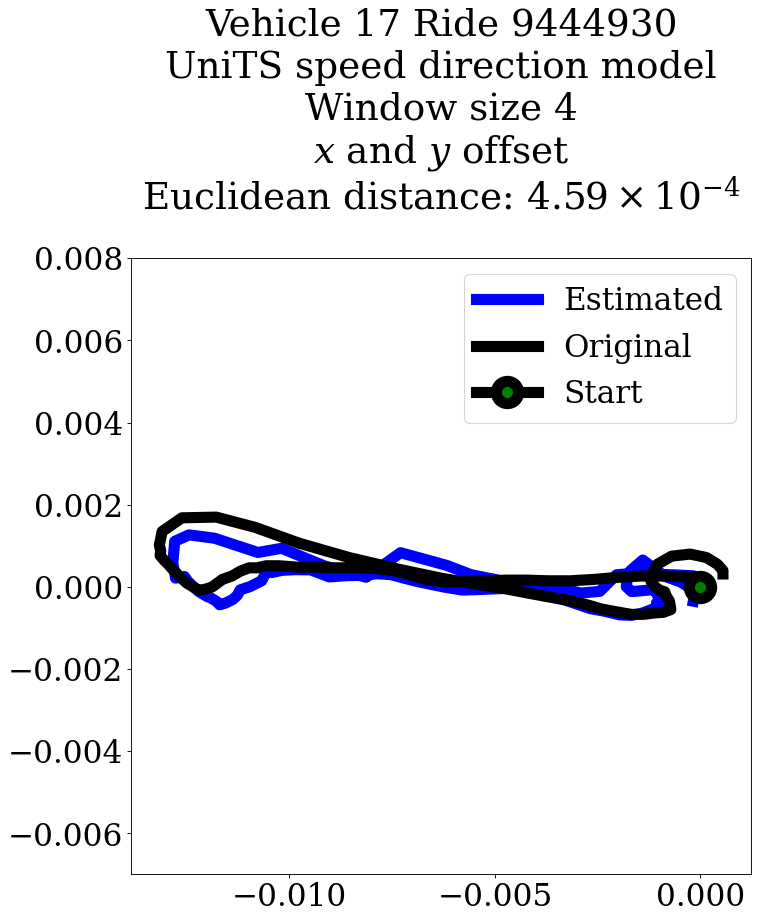 Vehicle 17 Ride 9444930
UniTS speed direction model
Window size 4
x and y offset
Euclidean distance: 4.59 × 10⁻⁴
0.008
0.006
0.004
0.002
0.000
−0.002
−0.004
−0.006
Estimated
Original
Start
−0.010
−0.005
0.000